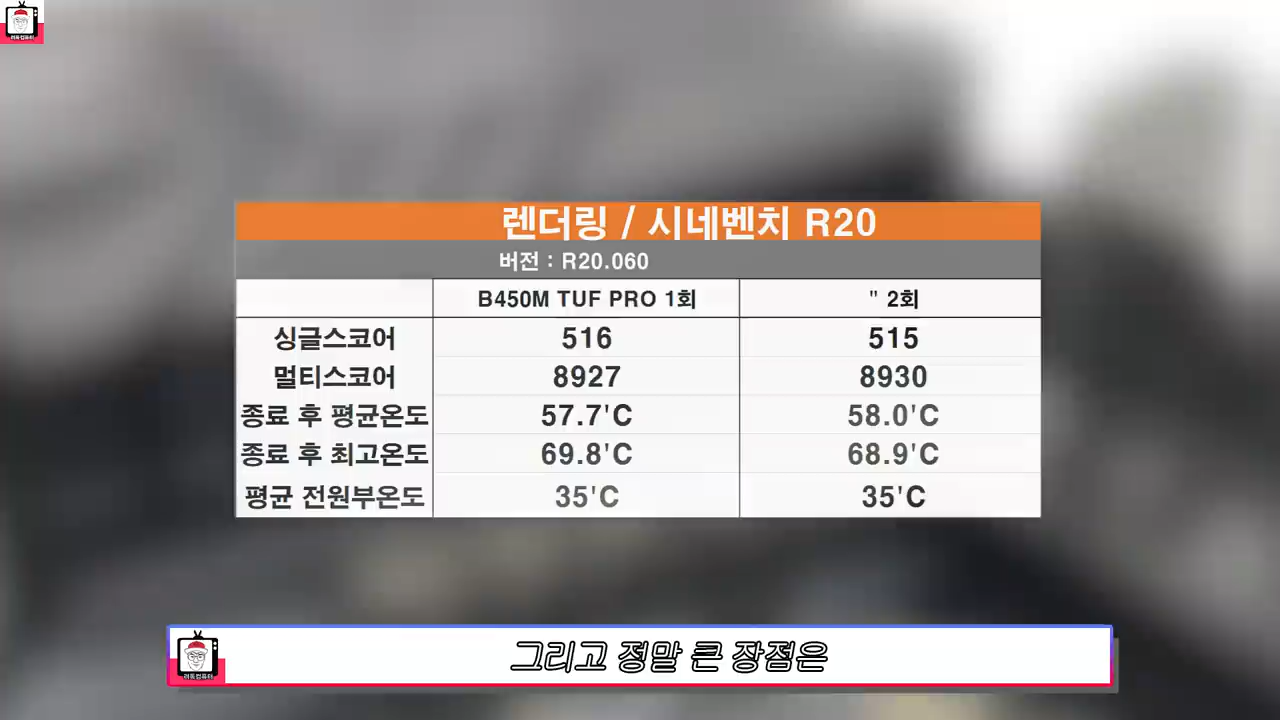 렌더링 / 시네벤치 R20
버전 : R20.060
B450M TUF PRO 1회 " 2회
싱글스코어 516 515
멀티스코어 8927 8930
종료 후 평균온도 57.7'C 58.0'C
종료 후 최고온도 69.8'C 68.9'C
평균 전원부온도 35'C 35'C
그리고 정말 큰 장점은